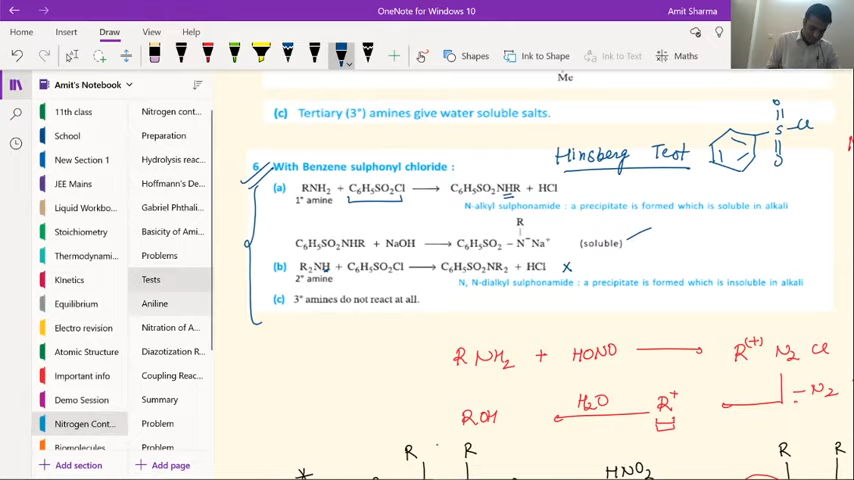 OneNote for Windows 10
Amit Sharma
Home Insert Draw View Help
Shapes Ink to Shape Ink to Text Maths
Amit's Notebook
11th class
School
New Section 1
JEE Mains
Liquid Workbo...
Stoichiometry
Thermodynami...
KInetics
Equilibrium
Electro revision
Atomic Structure
Important info
Demo Session
Nitrogen Cont...
Biomolecules
Add section
Nitrogen cont...
Preparation
Hydrolysis reac...
Hoffmann's De...
Gabriel Phthali...
Basicity of Ami...
Problems
Tests
Aniline
Nitration of A...
Diazotization R...
Coupling Reac...
Summary
Problem
Problem
Add page
Me
(c) Tertiary (3°) amines give water soluble salts.
Hinsberg Test
O
S-Cl
O
6. With Benzene sulphonyl chloride :
(a) RNH₂ + C₆H₅SO₂Cl ⟶ C₆H₅SO₂NHR + HCl
1° amine
N-alkyl sulphonamide : a precipitate is formed which is soluble in alkali
R
C₆H₅SO₂NHR + NaOH ⟶ C₆H₅SO₂ – N⁻Na⁺ (soluble)
(b) R₂NH + C₆H₅SO₂Cl ⟶ C₆H₅SO₂NR₂ + HCl x
2° amine
N, N-dialkyl sulphonamide : a precipitate is formed which is insoluble in alkali
(c) 3° amines do not react at all.
R NH₂ + HONO ⟶ R⁽⁺⁾ N₂ Cl
- N₂
ROH H₂O R⁺
R R R R
HNO₂